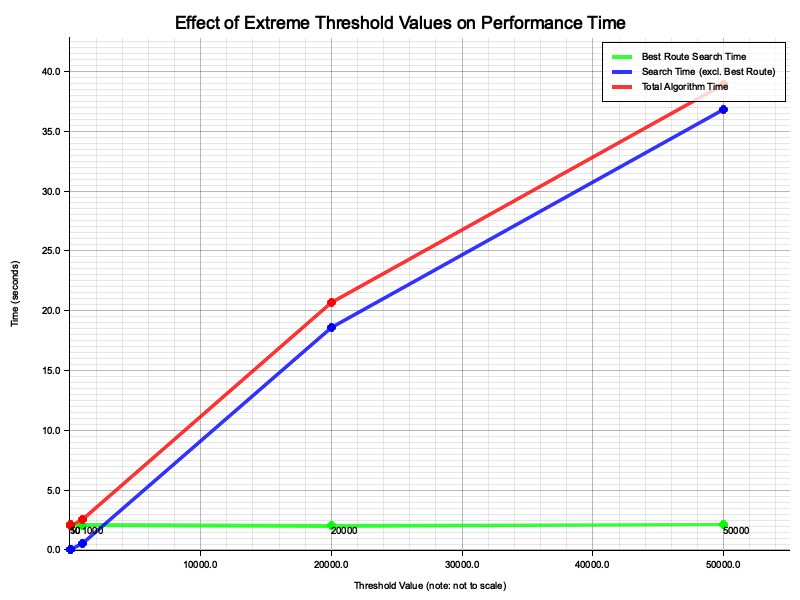 Effect of Extreme Threshold Values on Performance Time
Best Route Search Time
Search Time (excl. Best Route)
Total Algorithm Time
40.0
35.0
30.0
25.0
20.0
15.0
10.0
5.0
0.0
Time (seconds)
1000
20000
50000
10000.0
20000.0
30000.0
40000.0
50000.0
Threshold Value (note: not to scale)